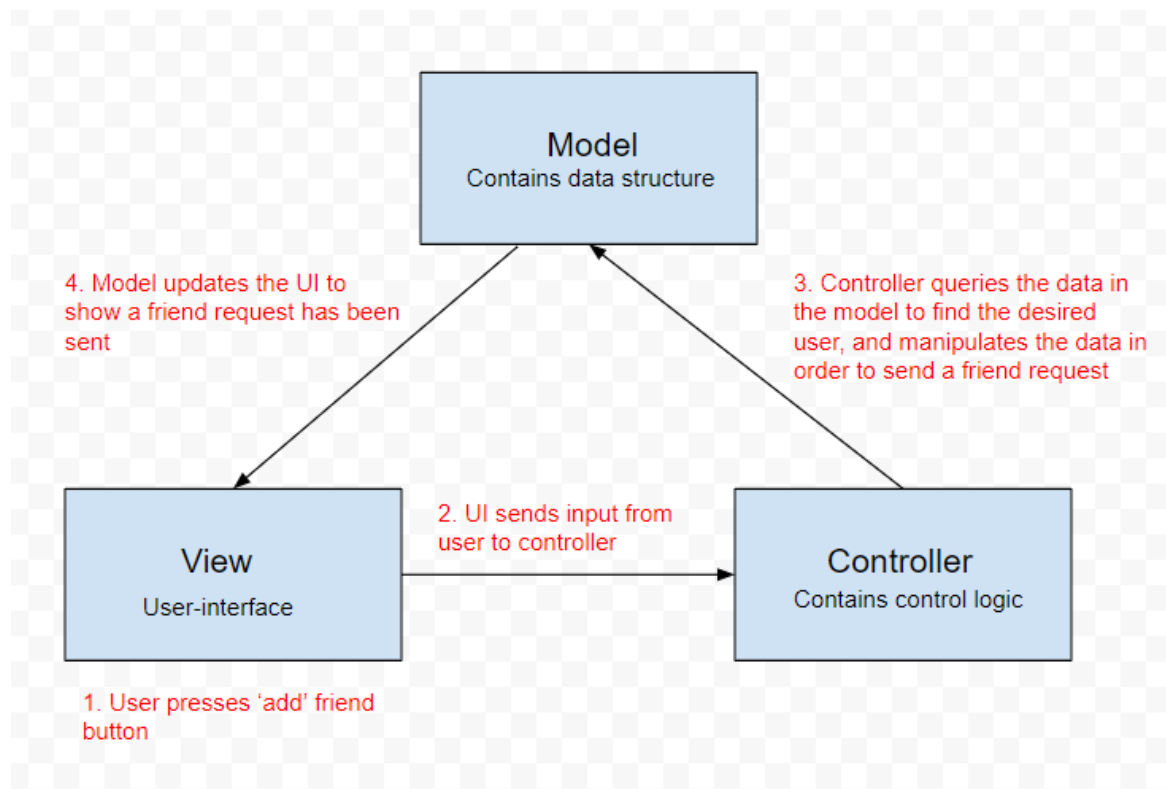 Model
Contains data structure
4. Model updates the UI to
show a friend request has been
sent
3. Controller queries the data in
the model to find the desired
user, and manipulates the data in
order to send a friend request
2. UI sends input from
user to controller
View
User-interface
Controller
Contains control logic
1. User presses ‘add’ friend
button